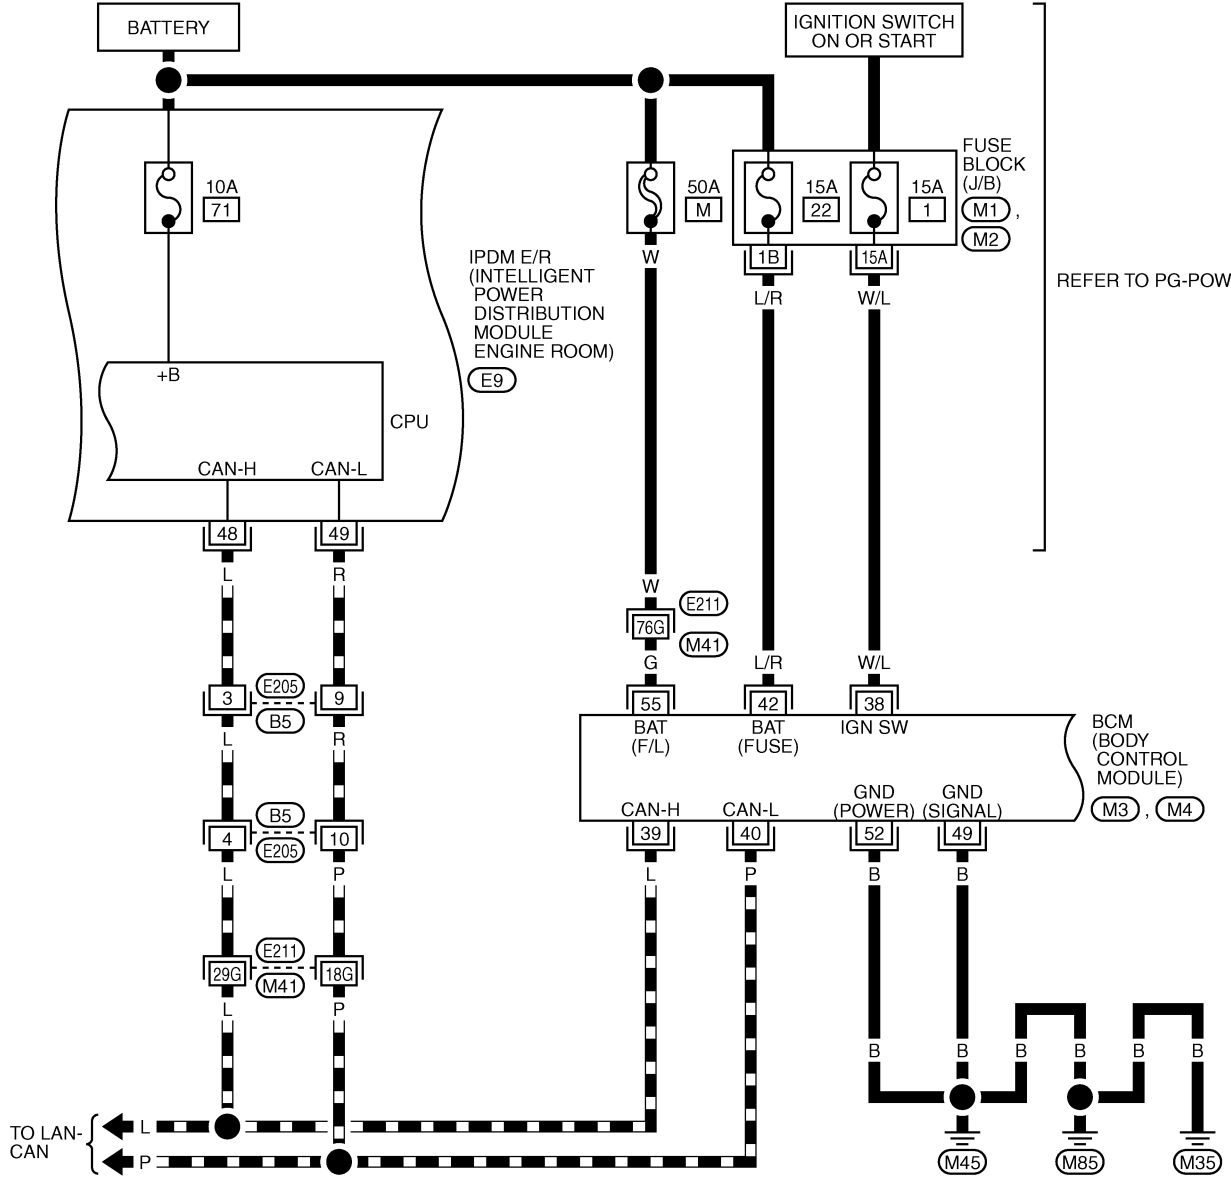 BATTERY
IGNITION SWITCH
ON OR START
10A
71
50A
M
15A
22
15A
1
FUSE
BLOCK
(J/B)
M1 ,
M2
1B
15A
W
L/R
W/L
REFER TO PG-POW
IPDM E/R
(INTELLIGENT
POWER
DISTRIBUTION
MODULE
ENGINE ROOM)
E9
+B
CPU
CAN-H
CAN-L
48
49
L
R
W
76G
E211
M41
G
L/R
W/L
3
E205
B5
9
L
R
55
42
38
BAT
(F/L)
BAT
(FUSE)
IGN SW
BCM
(BODY
CONTROL
MODULE)
M3 , M4
CAN-H
CAN-L
GND
(POWER)
GND
(SIGNAL)
39
40
52
49
4
B5
E205
10
L
P
L
P
B
B
29G
E211
M41
18G
L
P
B
B
B
B
B
B
TO LAN-
CAN
L
P
M45
M85
M35